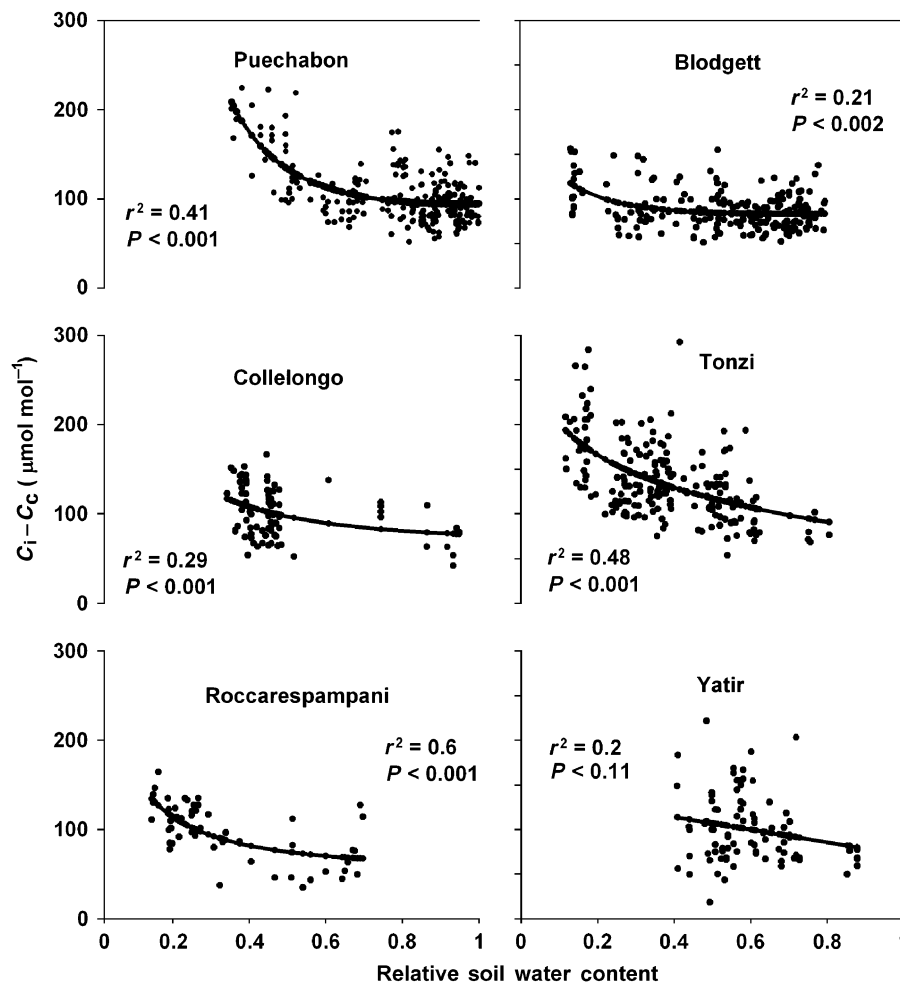 300
200
100
0
Puechabon
r² = 0.41
P < 0.001
Blodgett
r² = 0.21
P < 0.002
Ci – CC ( µmol mol⁻¹)
300
200
100
0
Collelongo
r² = 0.29
P < 0.001
Tonzi
r² = 0.48
P < 0.001
300
200
100
0
Roccarespampani
r² = 0.6
P < 0.001
Yatir
r² = 0.2
P < 0.11
0 0.2 0.4 0.6 0.8 1
0 0.2 0.4 0.6 0.8
Relative soil water content